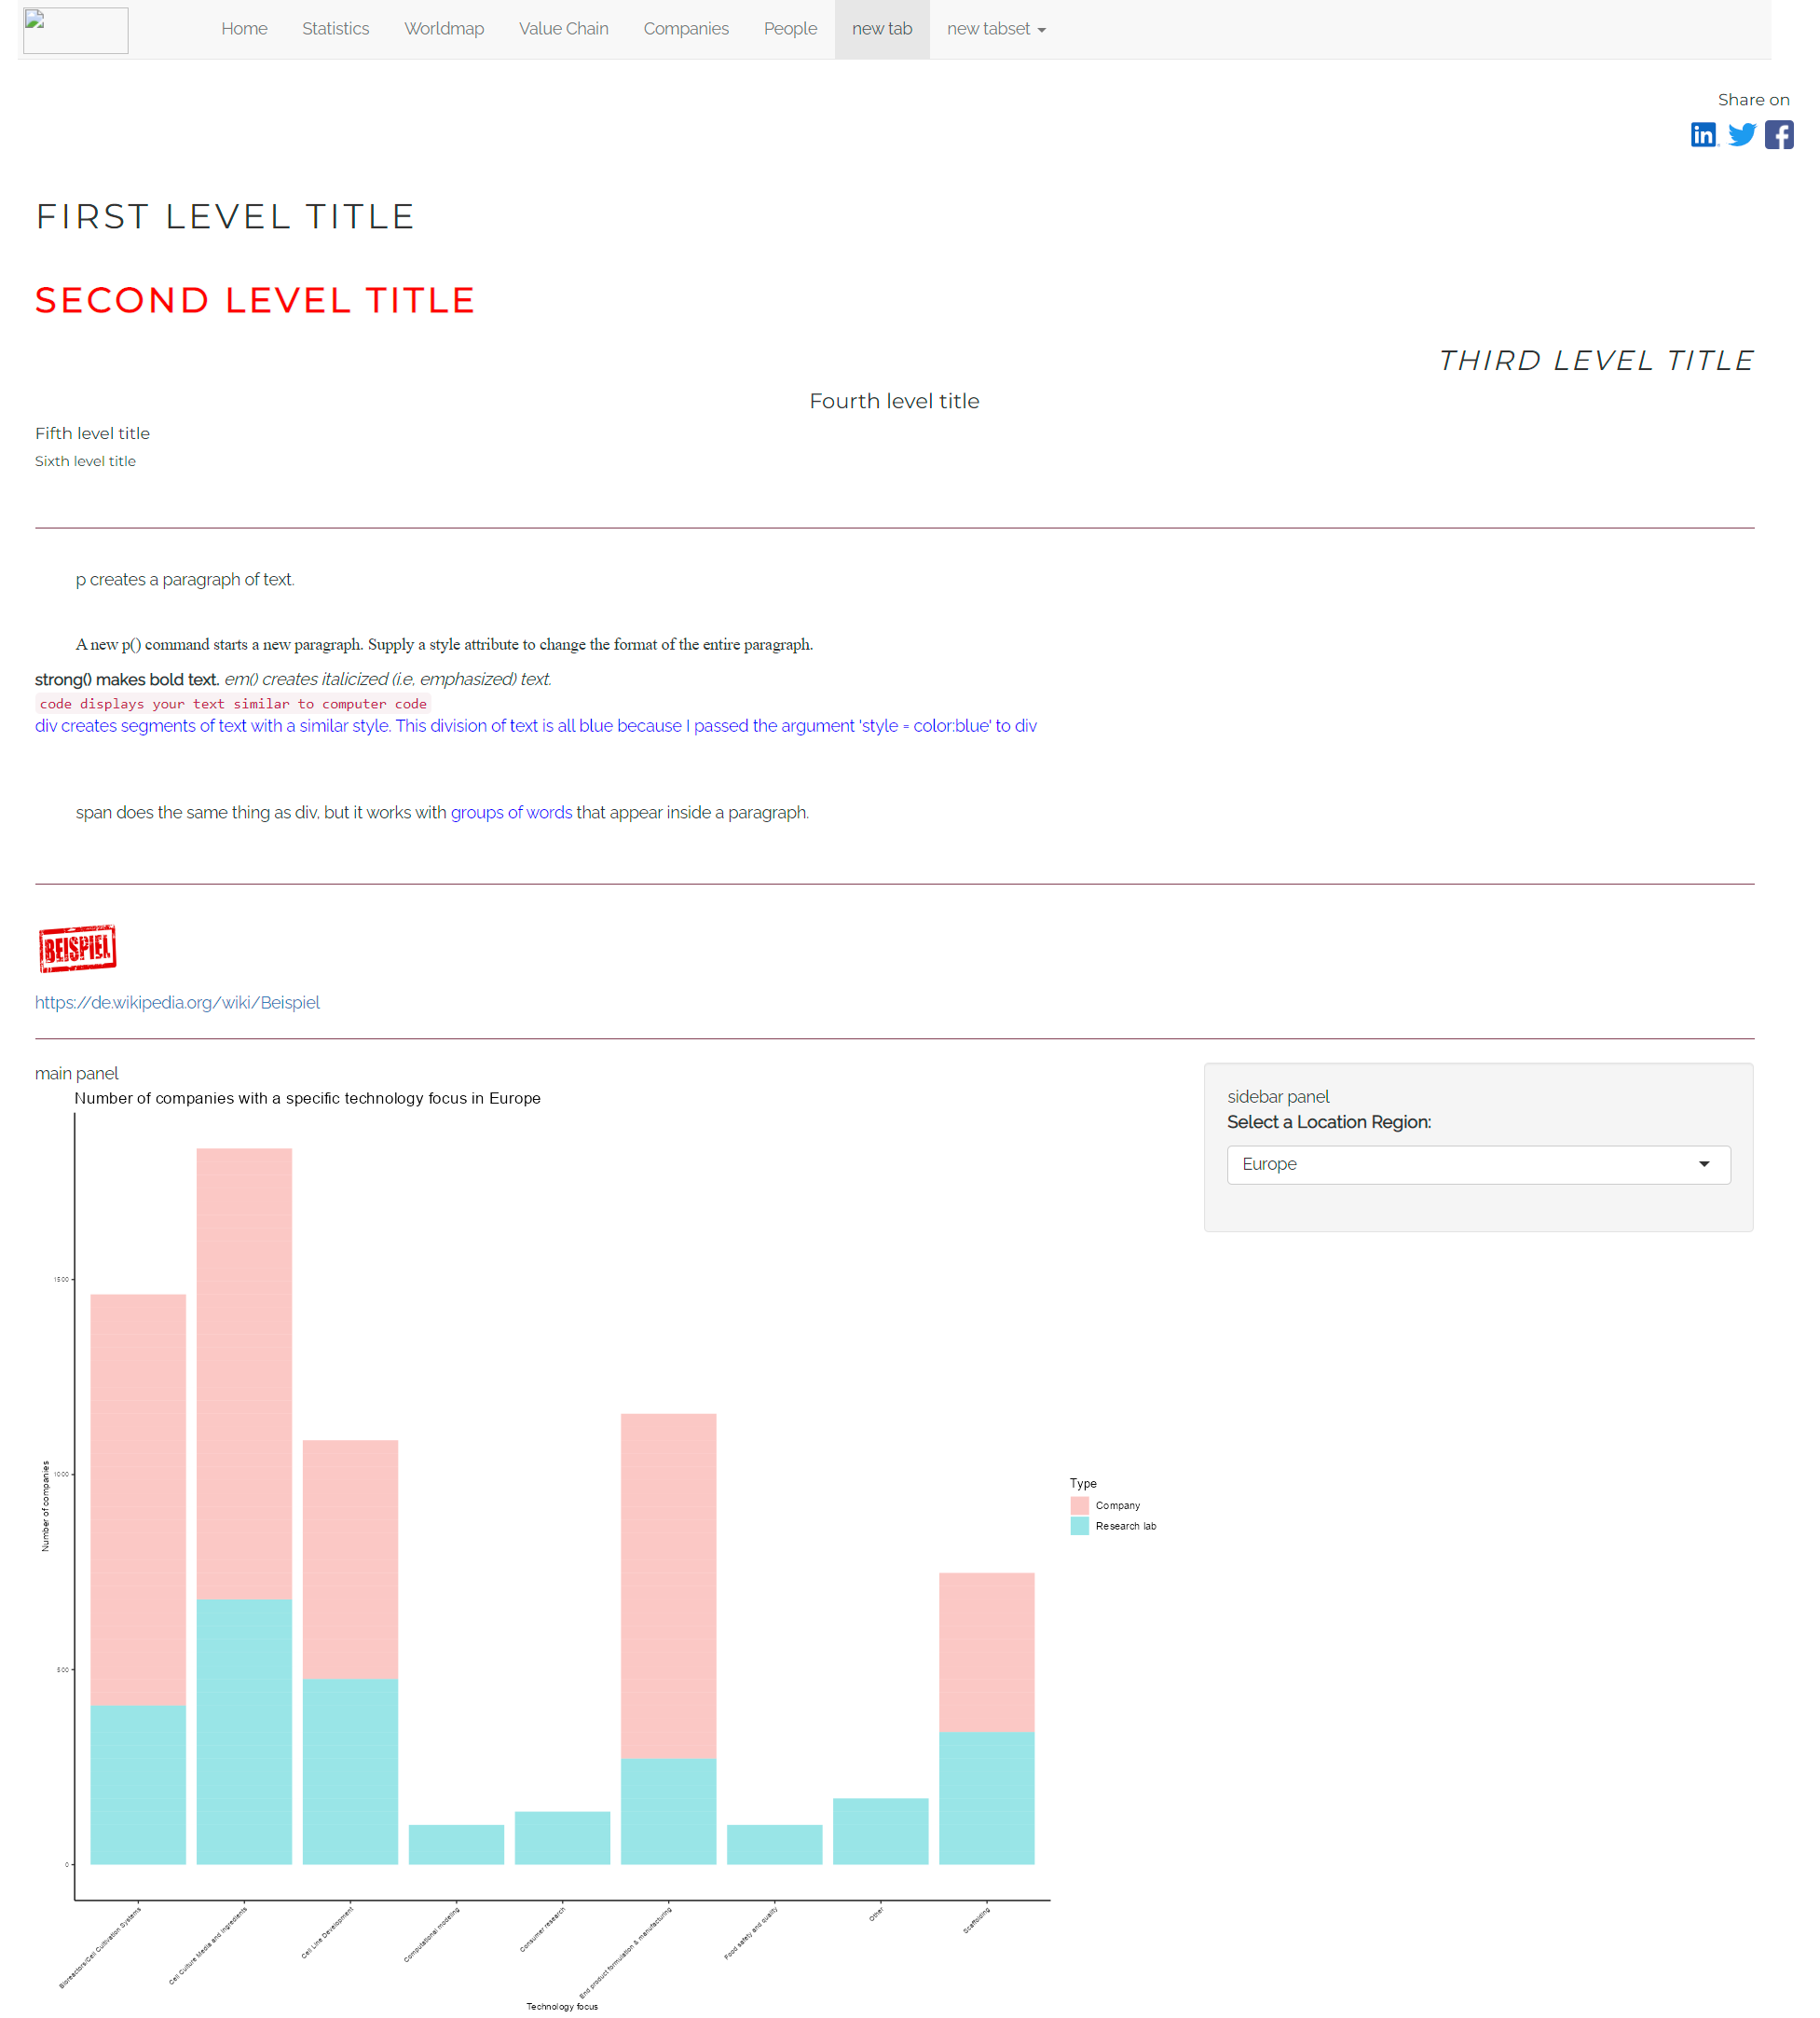 Home Statistics Worldmap Value Chain Companies People new tab new tabset
Share on
in
FIRST LEVEL TITLE
SECOND LEVEL TITLE
THIRD LEVEL TITLE
Fourth level title
Fifth level title
Sixth level title
p creates a paragraph of text.
A new p() command starts a new paragraph. Supply a style attribute to change the format of the entire paragraph.
strong() makes bold text. em() creates italicized (i.e, emphasized) text.
code displays your text similar to computer code
div creates segments of text with a similar style. This division of text is all blue because I passed the argument 'style = color:blue' to div
span does the same thing as div, but it works with groups of words that appear inside a paragraph.
BEISPIEL
https://de.wikipedia.org/wiki/Beispiel
main panel
Number of companies with a specific technology focus in Europe
1500
1000
500
0
Number of companies
Bioreactors/Cell Cultivation Systems
Cell Culture Media and Ingredients
Cell Line Development
Computational modeling
Consumer research
End product formulation & manufacturing
Food safety and quality
Other
Scaffolding
Technology focus
Type
Company
Research lab
sidebar panel
Select a Location Region:
Europe